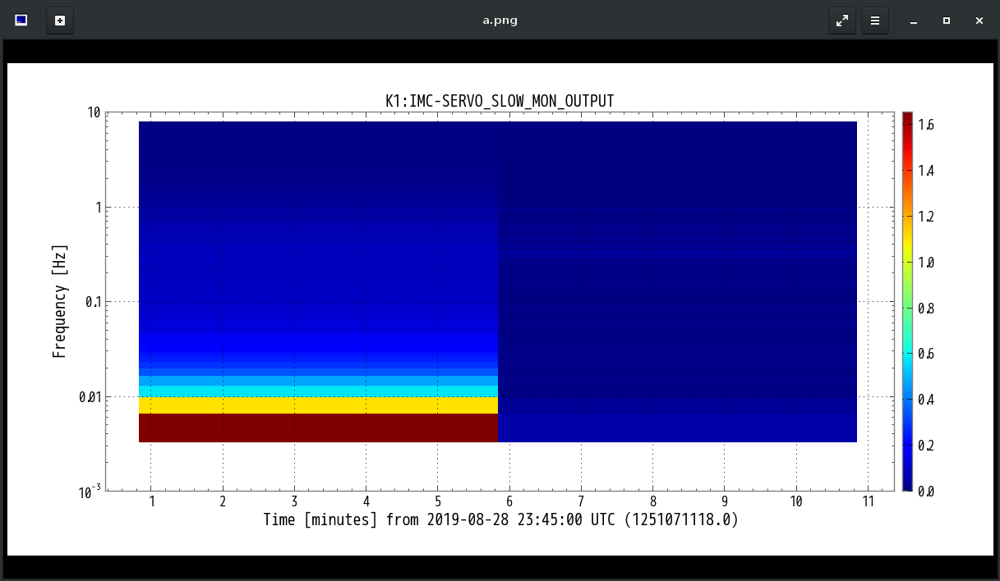 a.png
K1:IMC-SERVO_SLOW_MON_OUTPUT
10
1
0.1
0.01
10-3
Frequency [Hz]
1 2 3 4 5 6 7 8 9 10 11
Time [minutes] from 2019-08-28 23:45:00 UTC (1251071118.0)
1.6
1.4
1.2
1.0
0.8
0.6
0.4
0.2
0.0